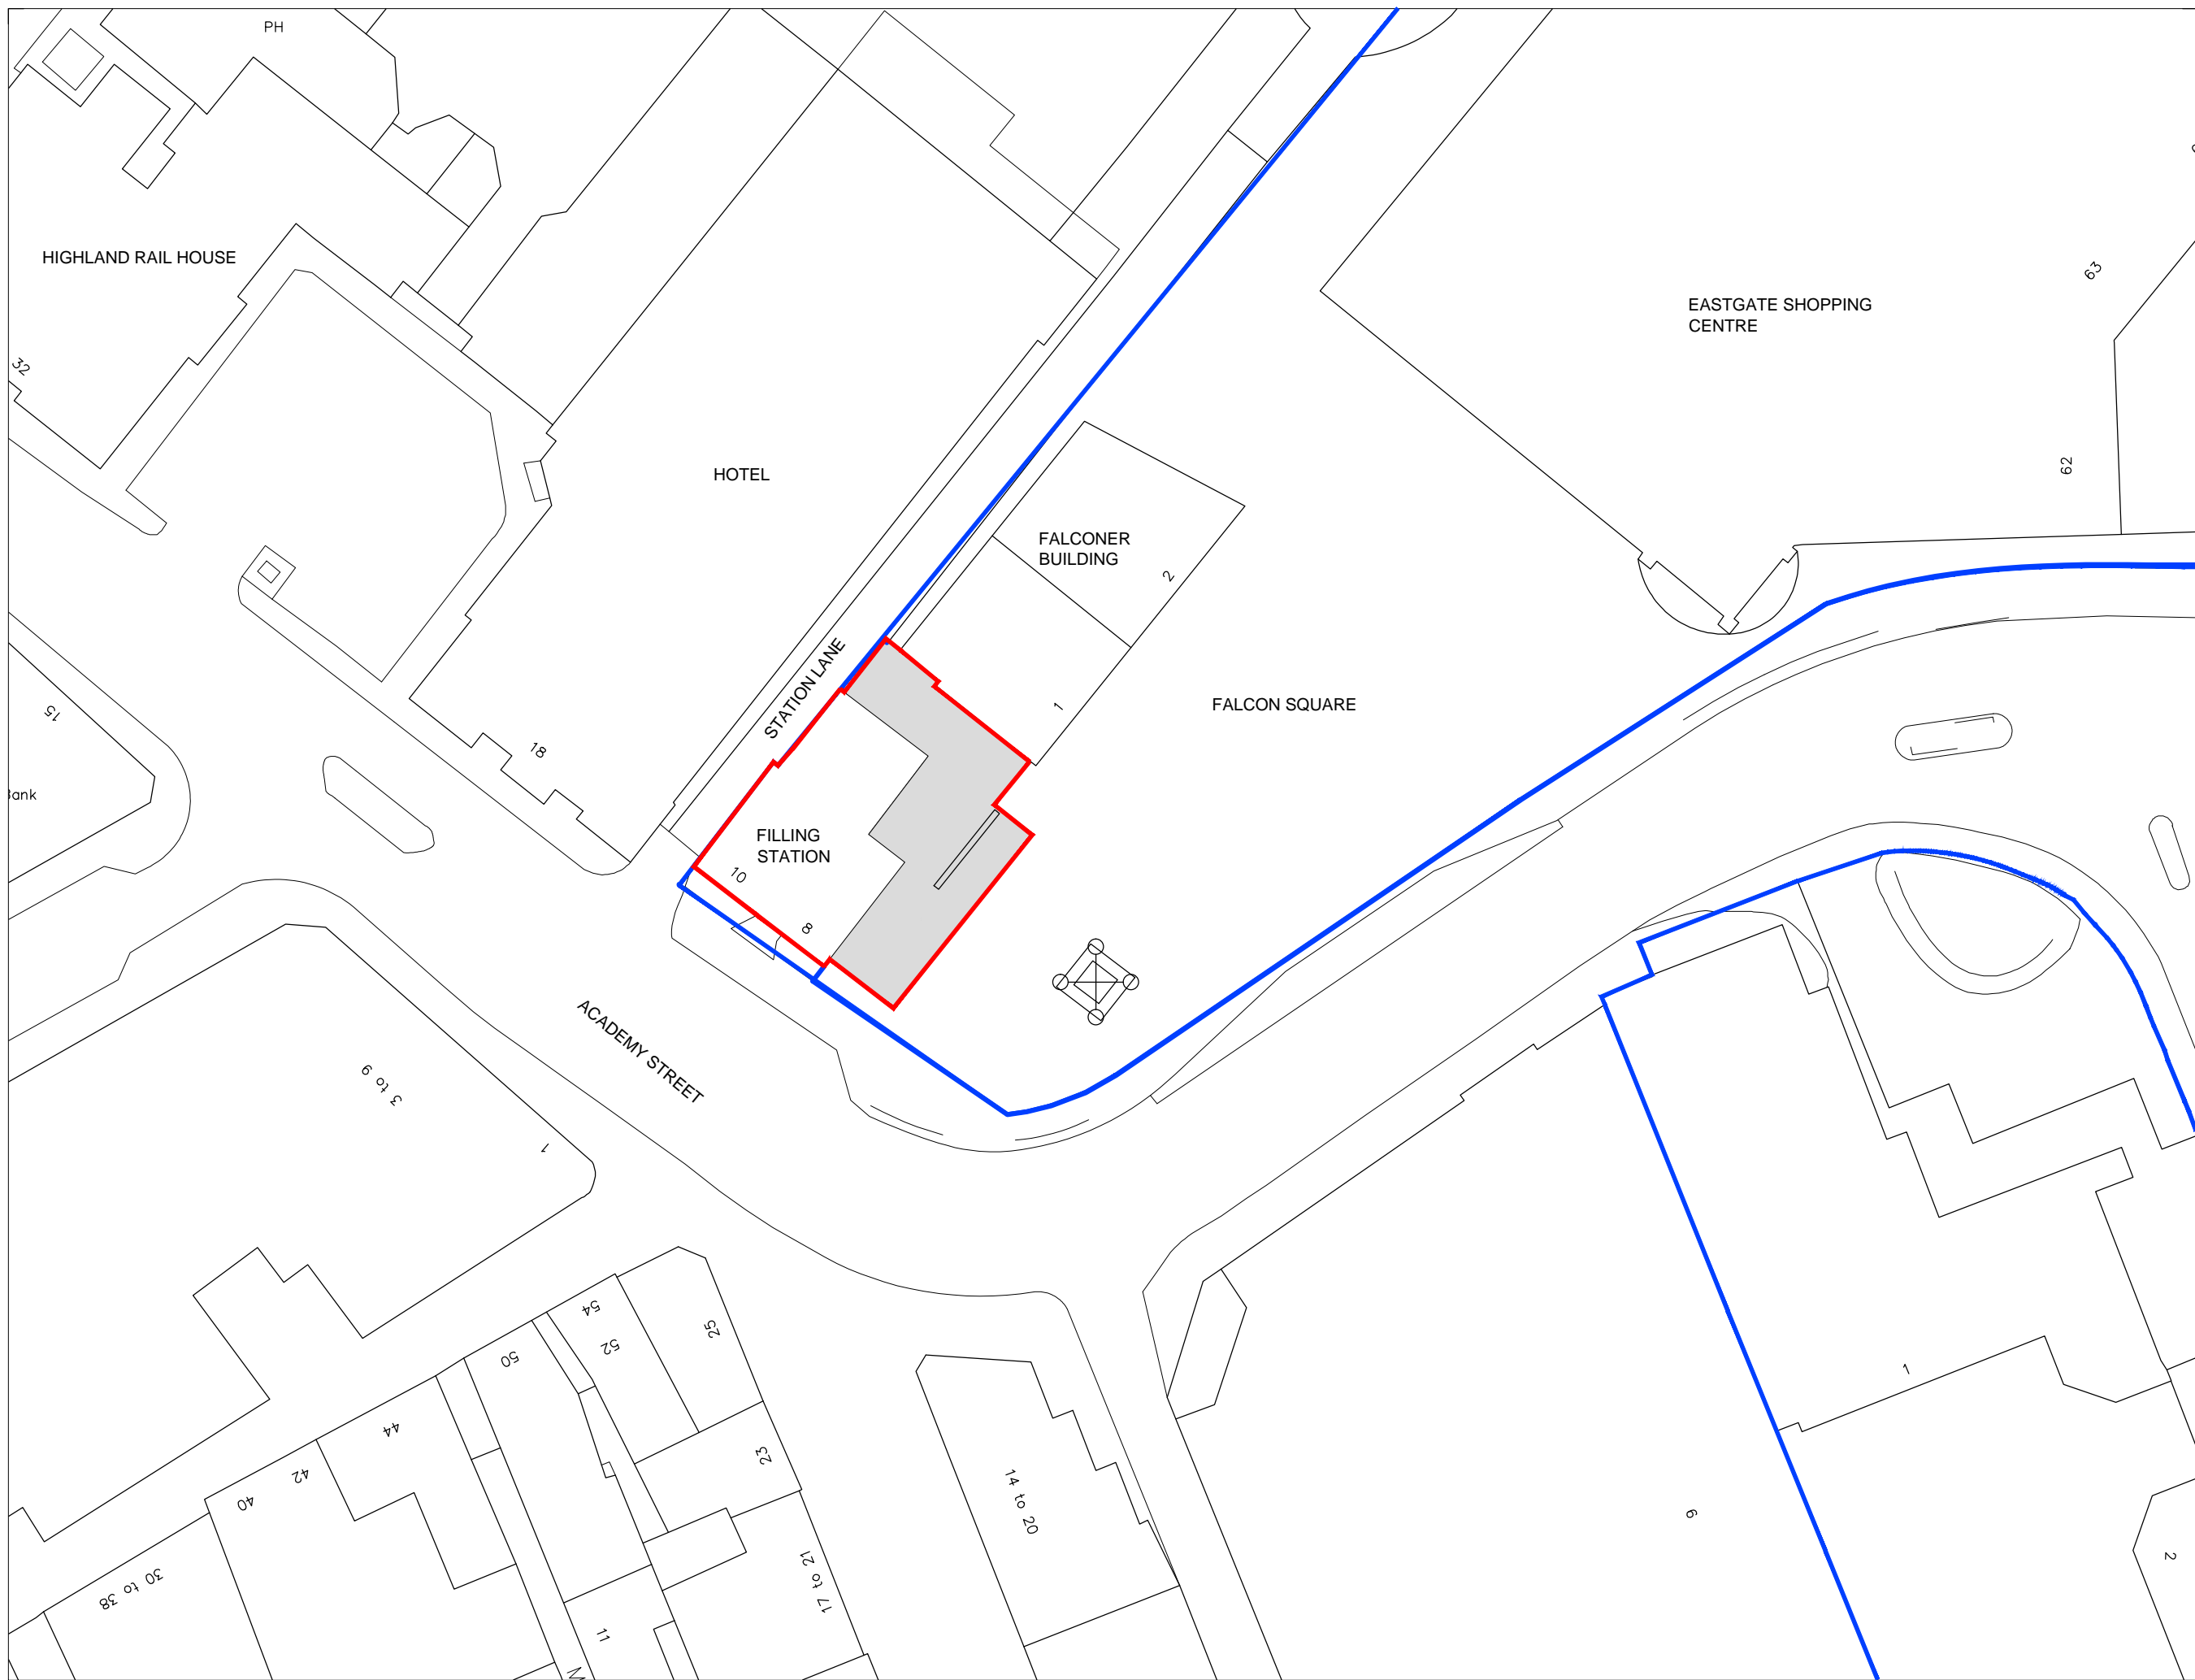 PH
HIGHLAND RAIL HOUSE
32
EASTGATE SHOPPING
CENTRE
63
62
HOTEL
FALCONER
BUILDING
2
1
STATION LANE
FALCON SQUARE
15
Bank
18
FILLING
STATION
10
8
ACADEMY STREET
3 to 9
1
54
52
50
25
23
44
42
40
30 to 38
17 to 21
11
M
14 to 20
1
2